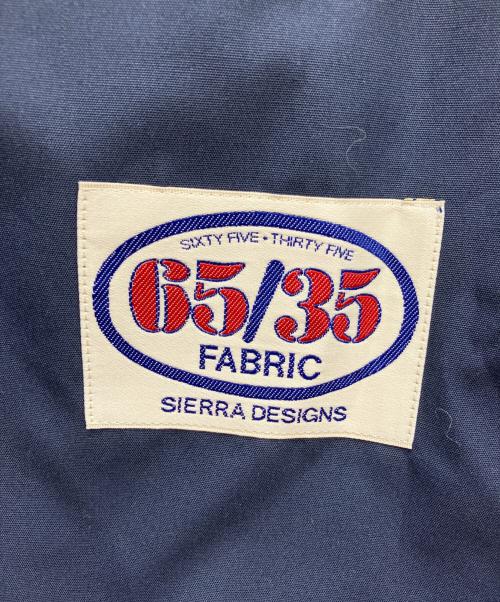 SIXTY FIVE • THIRTY FIVE
65/35
FABRIC
SIERRA DESIGNS